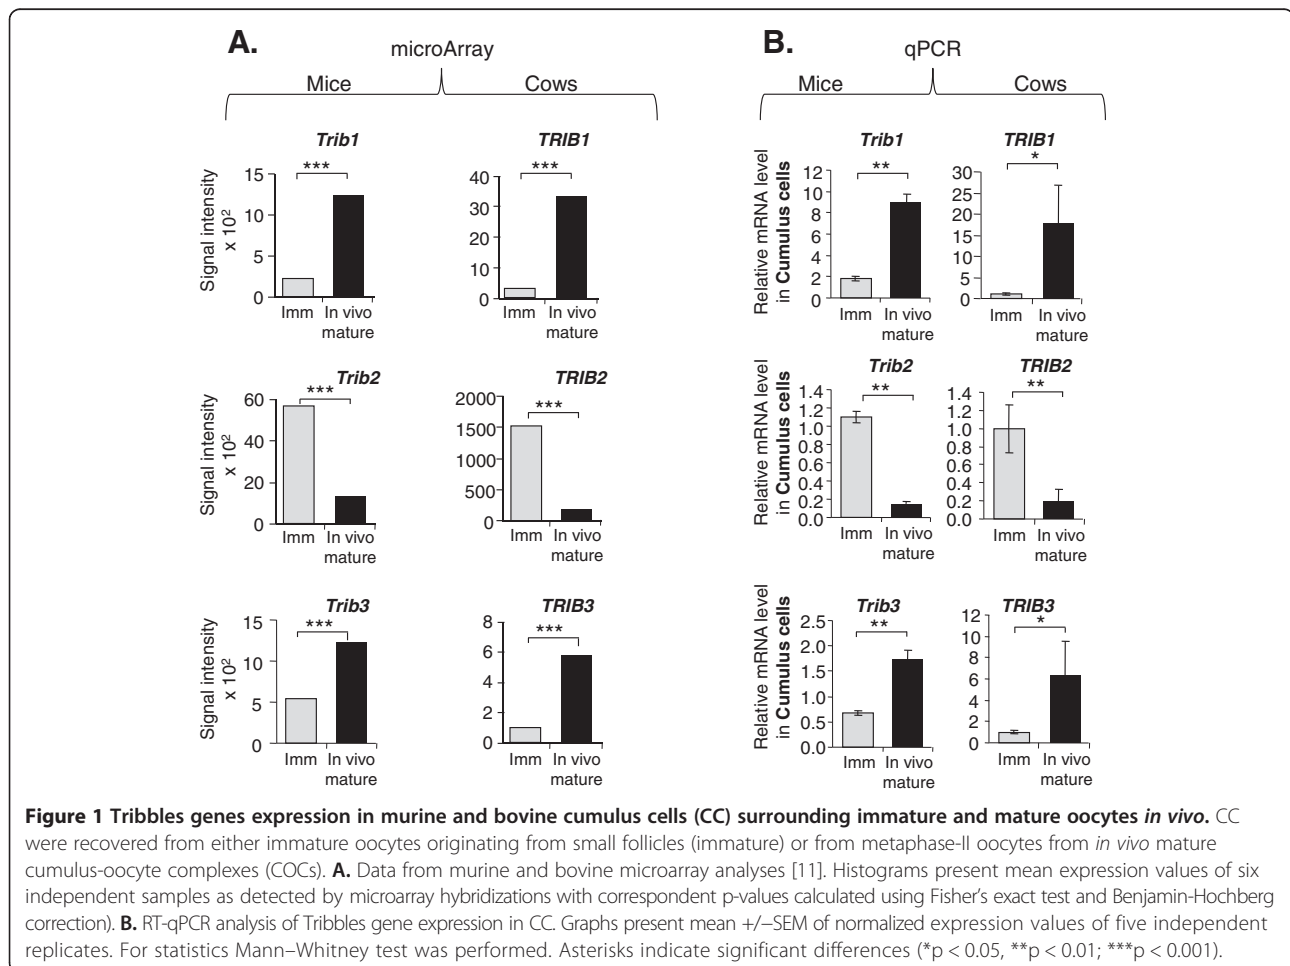 A.
microArray
Mice
Cows
Trib1
***
Signal intensity
x 10²
15
10
5
0
Imm
In vivo
mature
TRIB1
***
40
30
20
10
0
Imm
In vivo
mature
Trib2
***
Signal intensity
x 10²
60
40
20
0
Imm
In vivo
mature
TRIB2
***
2000
1500
1000
500
0
Imm
In vivo
mature
Trib3
***
Signal intensity
x 10²
15
10
5
0
Imm
In vivo
mature
TRIB3
***
8
6
4
2
0
Imm
In vivo
mature
B.
qPCR
Mice
Cows
Trib1
**
Relative mRNA level
in Cumulus cells
12
10
8
6
4
2
0
Imm
In vivo
mature
TRIB1
*
30
25
20
15
10
5
0
Imm
In vivo
mature
Trib2
**
Relative mRNA level
in Cumulus cells
1.4
1.2
1.0
0.8
0.6
0.4
0.2
0.0
Imm
In vivo
mature
TRIB2
**
1.4
1.2
1.0
0.8
0.6
0.4
0.2
0.0
Imm
In vivo
mature
Trib3
**
Relative mRNA level
in Cumulus cells
2.5
2.0
1.5
1.0
0.5
0.0
Imm
In vivo
mature
TRIB3
*
12
10
8
6
4
2
0
Imm
In vivo
mature
Figure 1 Tribbles genes expression in murine and bovine cumulus cells (CC) surrounding immature and mature oocytes in vivo. CC
were recovered from either immature oocytes originating from small follicles (immature) or from metaphase-II oocytes from in vivo mature
cumulus-oocyte complexes (COCs). A. Data from murine and bovine microarray analyses [11]. Histograms present mean expression values of six
independent samples as detected by microarray hybridizations with correspondent p-values calculated using Fisher's exact test and Benjamin-Hochberg
correction). B. RT-qPCR analysis of Tribbles gene expression in CC. Graphs present mean +/−SEM of normalized expression values of five independent
replicates. For statistics Mann–Whitney test was performed. Asterisks indicate significant differences (*p < 0.05, **p < 0.01; ***p < 0.001).